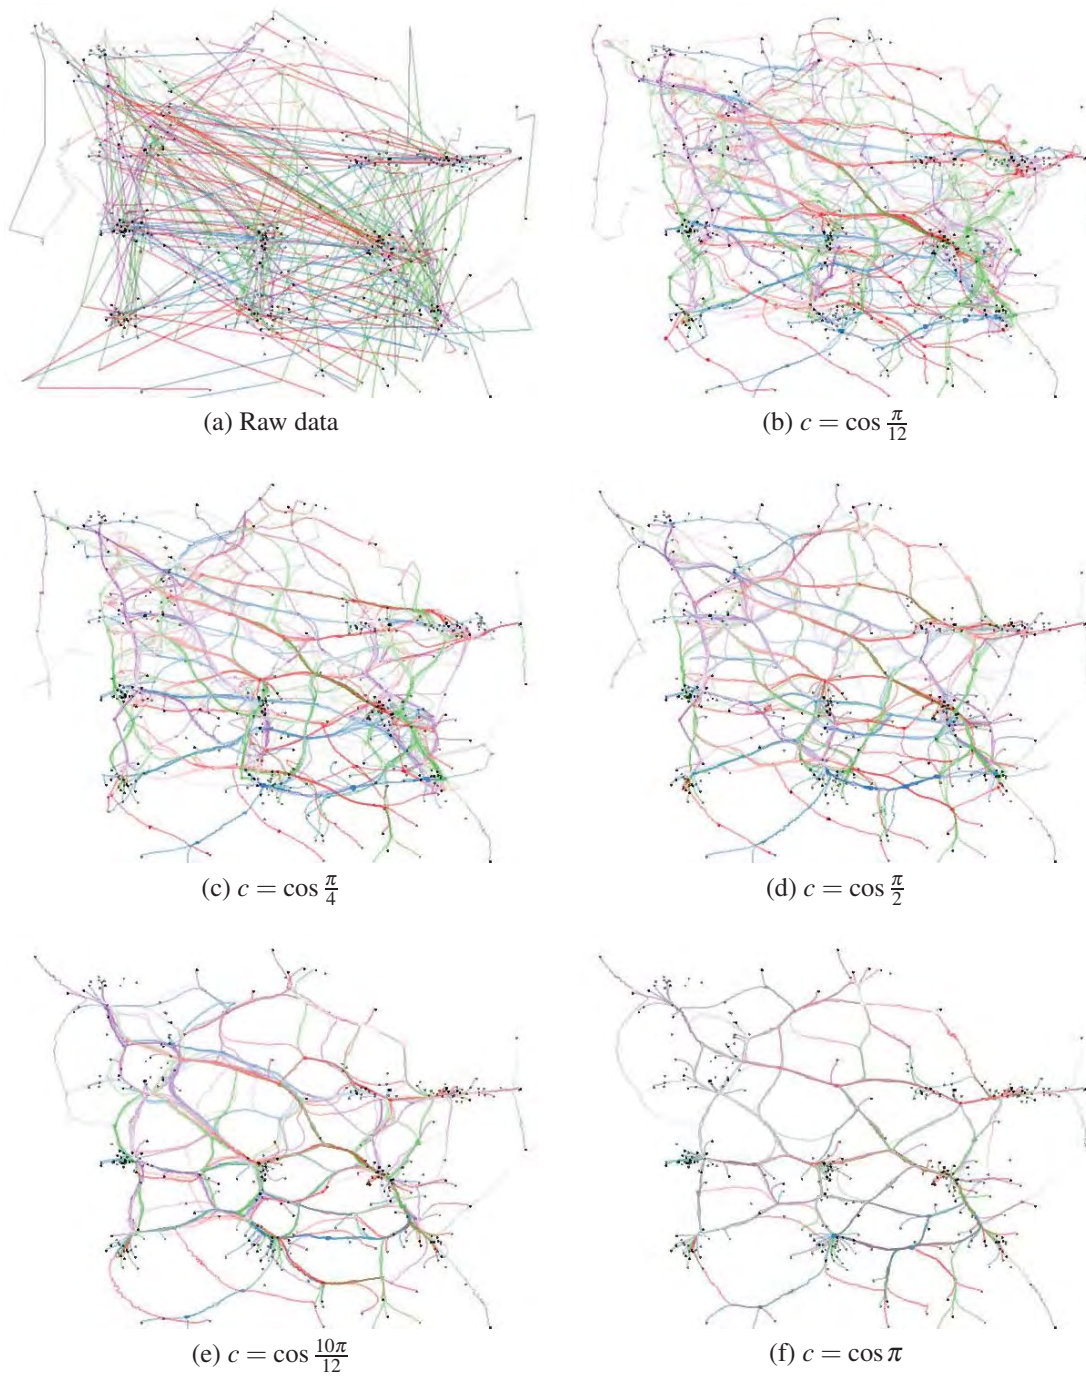 (a) Raw data
(b) c = cos π/12
(c) c = cos π/4
(d) c = cos π/2
(e) c = cos 10π/12
(f) c = cos π